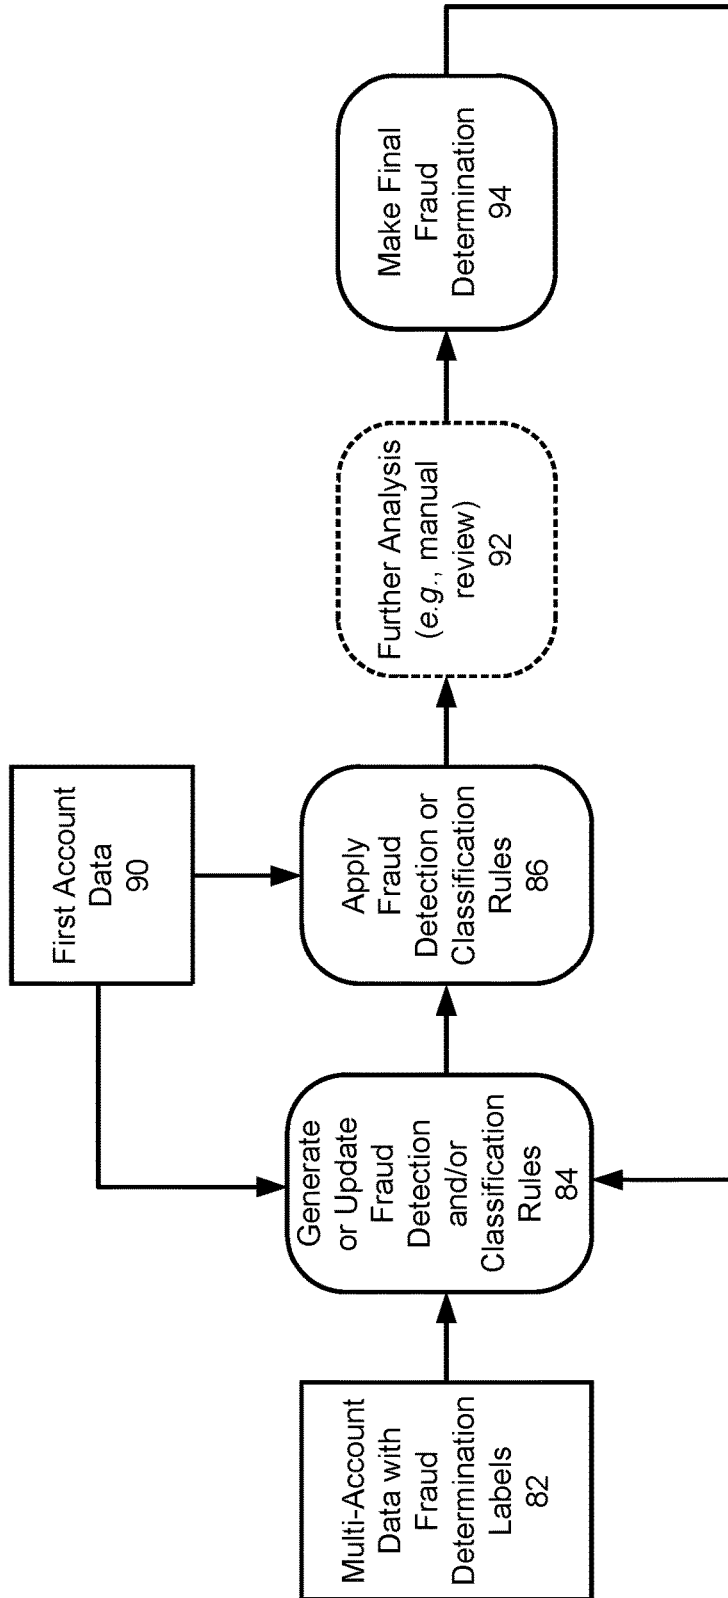 Multi-Account
Data with
Fraud
Determination
Labels
82
Generate
or Update
Fraud
Detection
and/or
Classification
Rules
84
First Account
Data
90
Apply
Fraud
Detection or
Classification
Rules
86
Further Analysis
(e.g., manual
review)
92
Make Final
Fraud
Determination
94